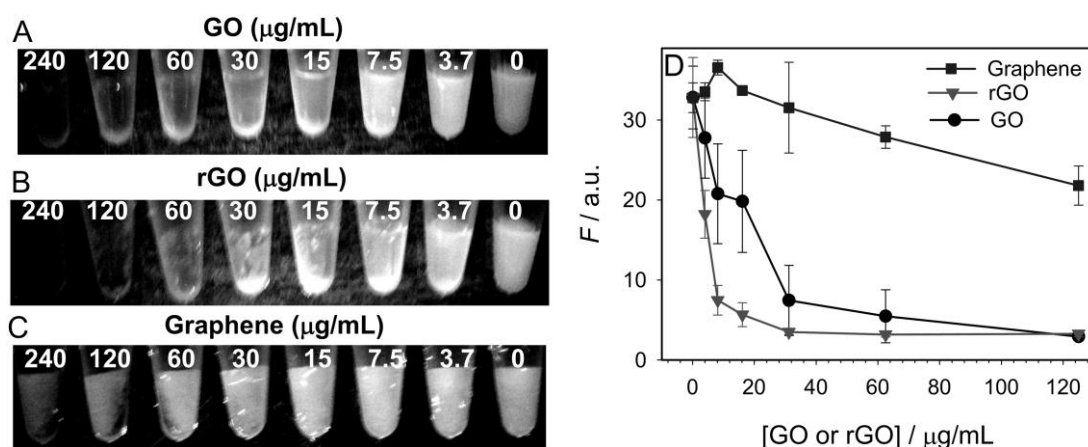 A
GO (μg/mL)
240 120 60 30 15 7.5 3.7 0
B
rGO (μg/mL)
240 120 60 30 15 7.5 3.7 0
C
Graphene (μg/mL)
240 120 60 30 15 7.5 3.7 0
D
Graphene
rGO
GO
30
20
10
0
F / a.u.
0 20 40 60 80 100 120
[GO or rGO] / μg/mL